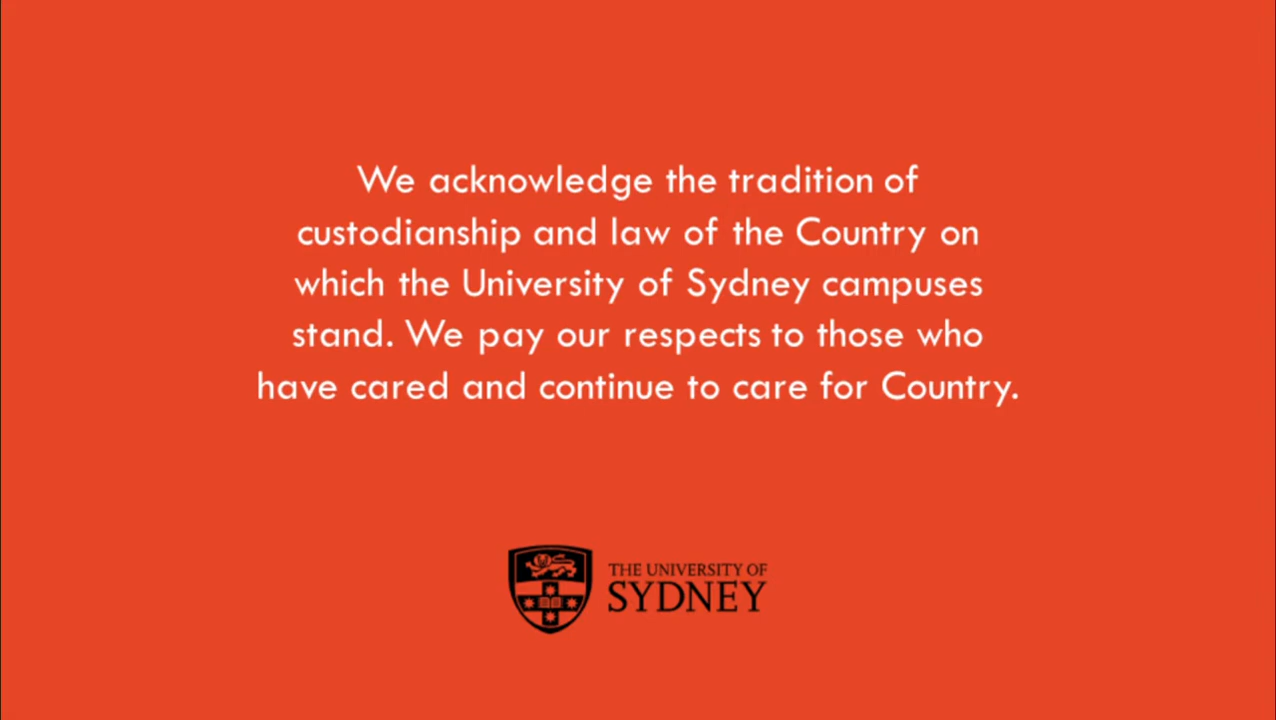 We acknowledge the tradition of
custodianship and law of the Country on
which the University of Sydney campuses
stand. We pay our respects to those who
have cared and continue to care for Country.
THE UNIVERSITY OF
SYDNEY